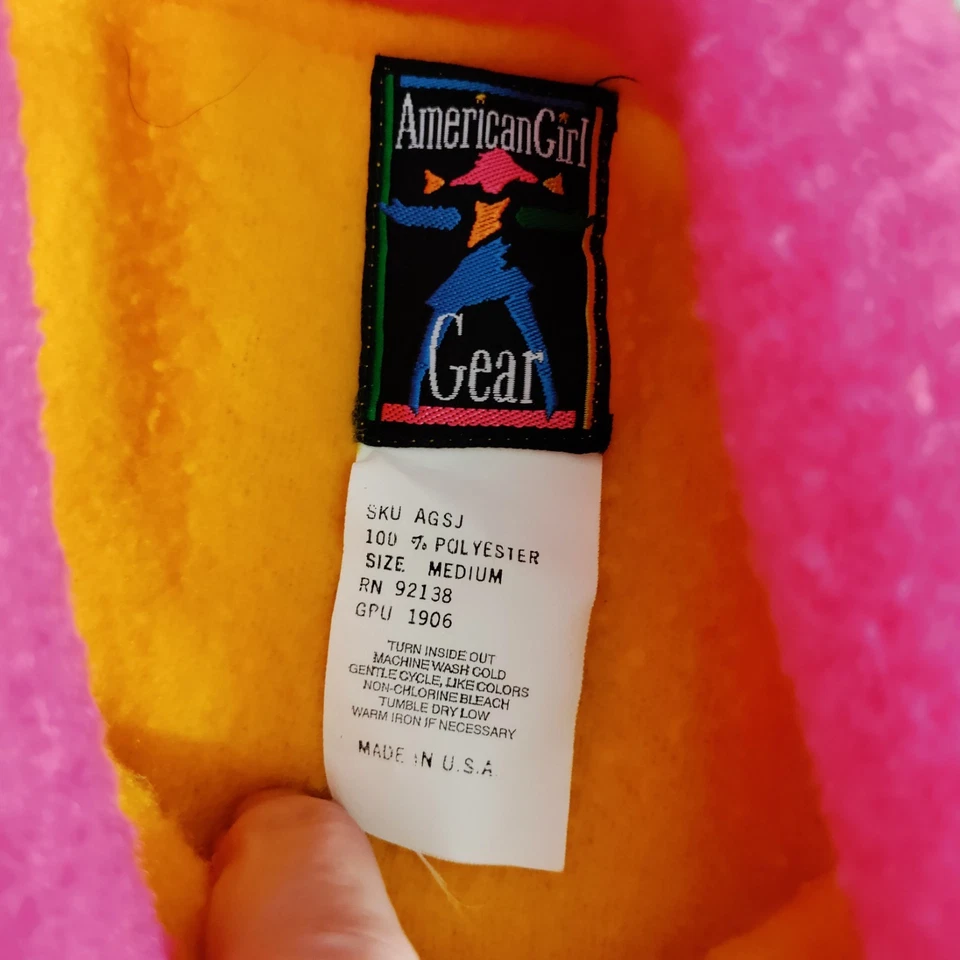 AmericanGirl
Gear
SKU AGSJ
100 % POLYESTER
SIZE MEDIUM
RN 92138
GPU 1906
TURN INSIDE OUT
MACHINE WASH COLD
GENTLE CYCLE, LIKE COLORS
NON-CHLORINE BLEACH
TUMBLE DRY LOW
WARM IRON IF NECESSARY
MADE IN U.S.A.